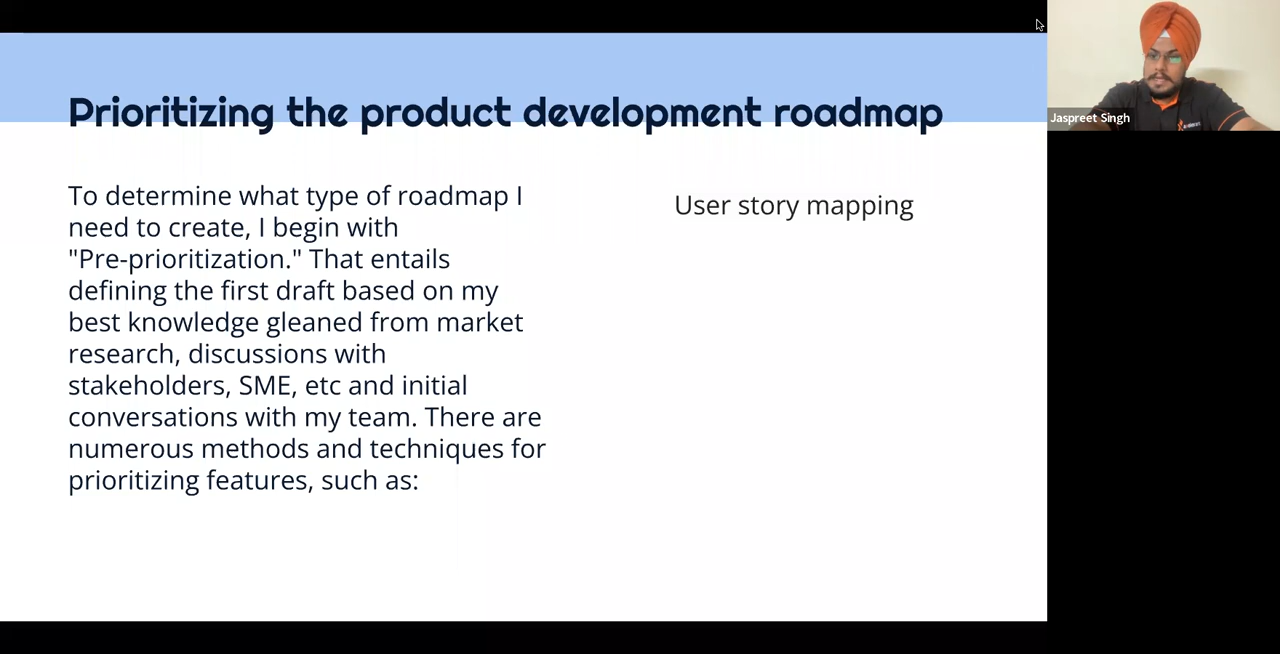 Prioritizing the product development roadmap
To determine what type of roadmap I
need to create, I begin with
"Pre-prioritization." That entails
defining the first draft based on my
best knowledge gleaned from market
research, discussions with
stakeholders, SME, etc and initial
conversations with my team. There are
numerous methods and techniques for
prioritizing features, such as:
User story mapping
Jaspreet Singh